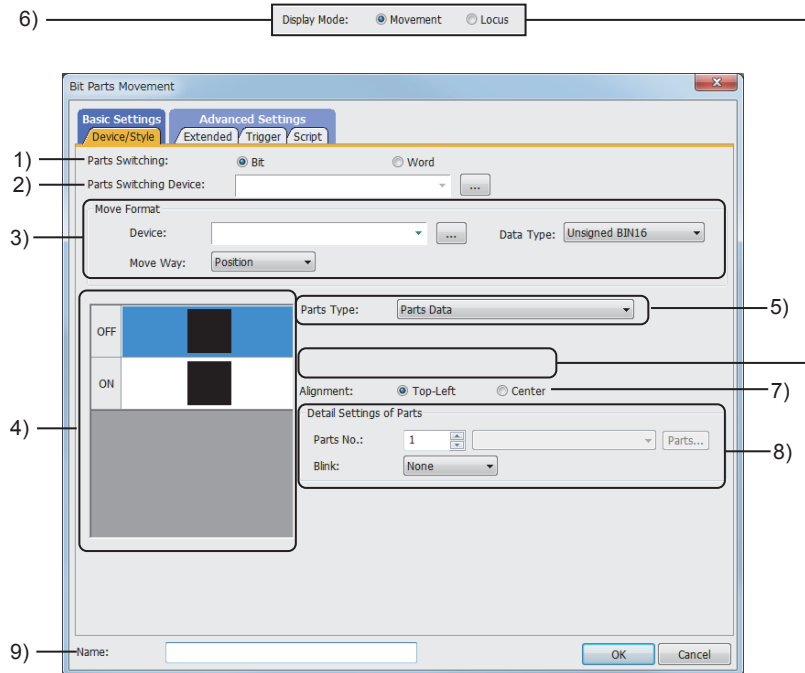 6) Display Mode: Movement Locus
Bit Parts Movement
Basic Settings Advanced Settings
Device/Style Extended Trigger Script
1) Parts Switching: Bit Word
2) Parts Switching Device: ...
Move Format
3) Device: ... Data Type: Unsigned BIN16
Move Way: Position
Parts Type: Parts Data 5)
OFF
ON
Alignment: Top-Left Center 7)
4)
Detail Settings of Parts
Parts No.: 1 Parts...
8)
Blink: None
9) Name: OK Cancel